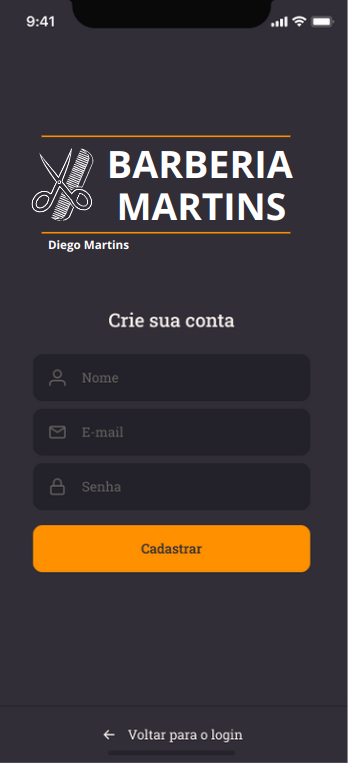 9:41
BARBERIA
MARTINS
Diego Martins
Crie sua conta
Nome
E-mail
Senha
Cadastrar
Voltar para o login